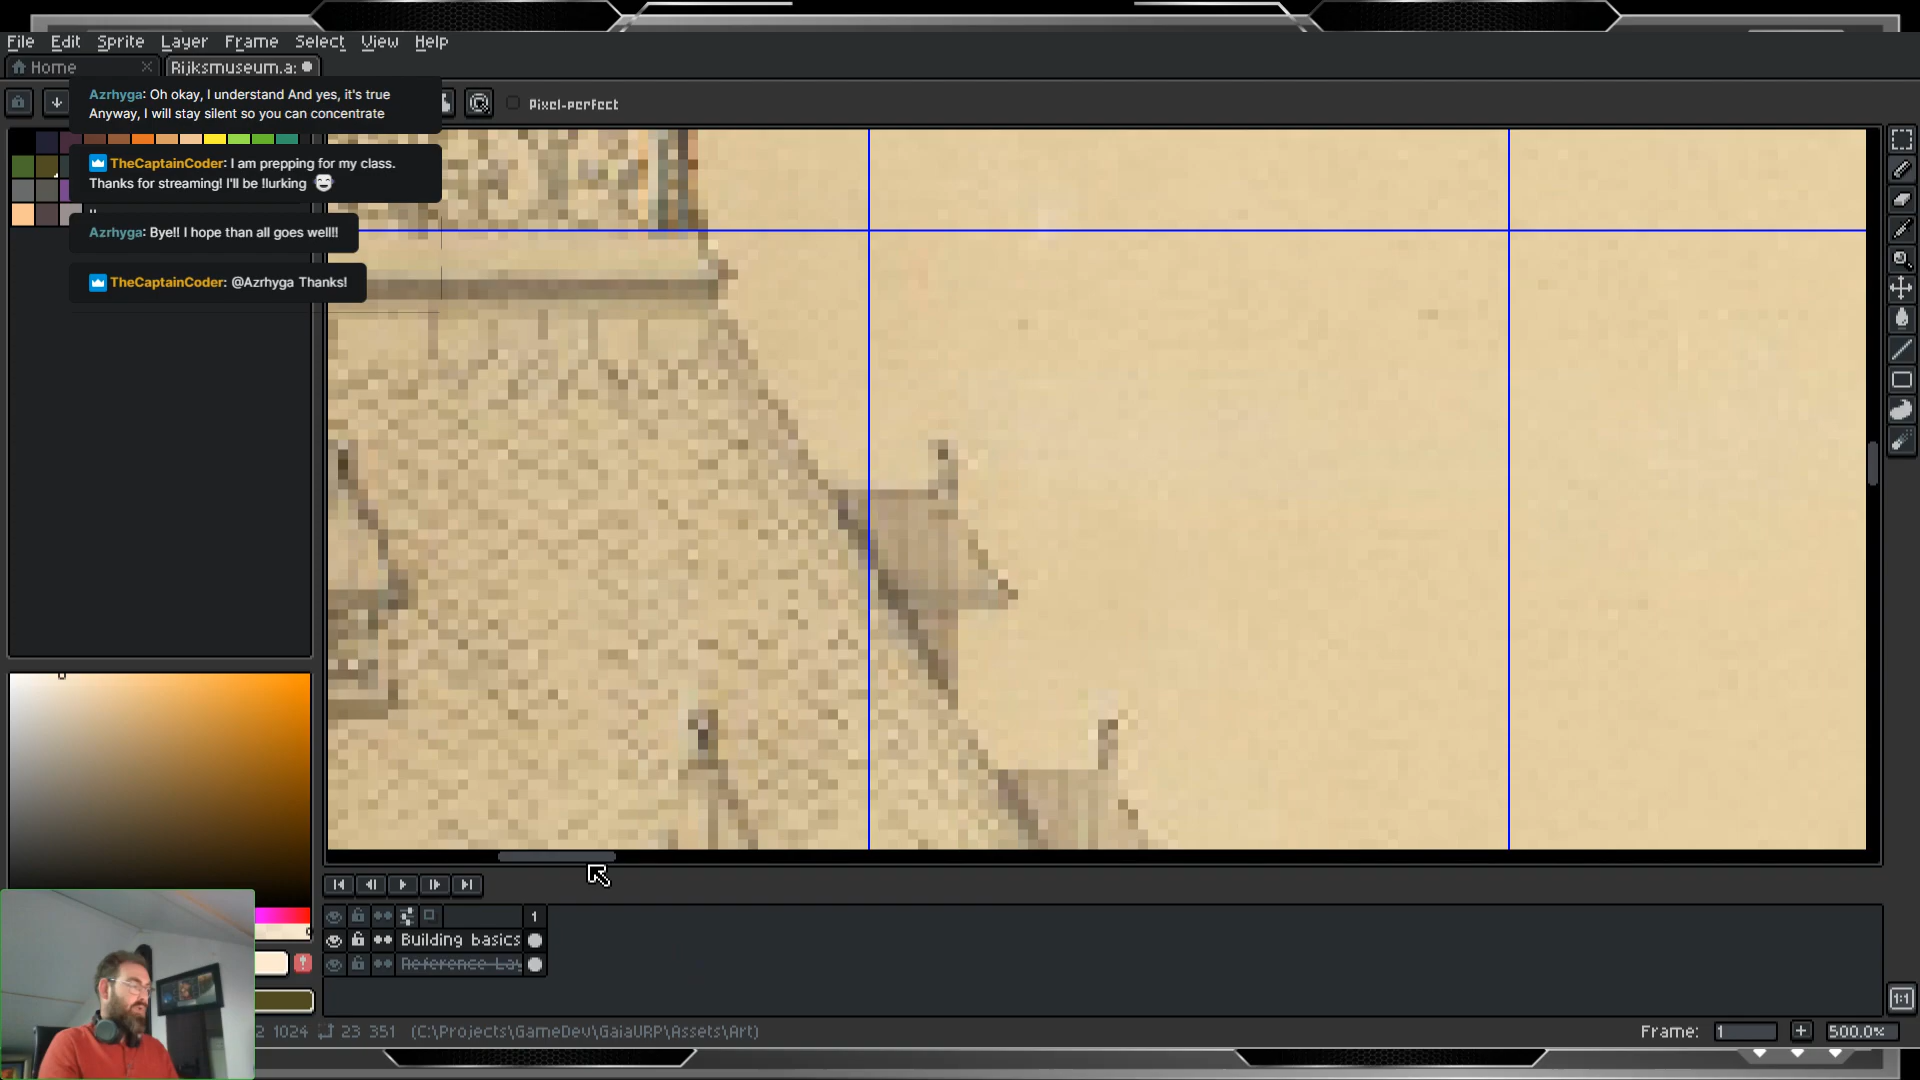 File Edit Sprite Layer Frame Select View Help
Home
Rijksmuseum.a:
Azrhyga: Oh okay, I understand And yes, it's true
Anyway, I will stay silent so you can concentrate
Pixel-perfect
TheCaptainCoder: I am prepping for my class.
Thanks for streaming! I'll be !lurking
Azrhyga: Bye!! I hope than all goes well!!
TheCaptainCoder: @Azrhyga Thanks!
1
Building basics
Reference Lay
1:1
2 1024 23 351 (C:\Projects\GameDev\GaiaURP\Assets\Art)
Frame: 1 + 500.0%